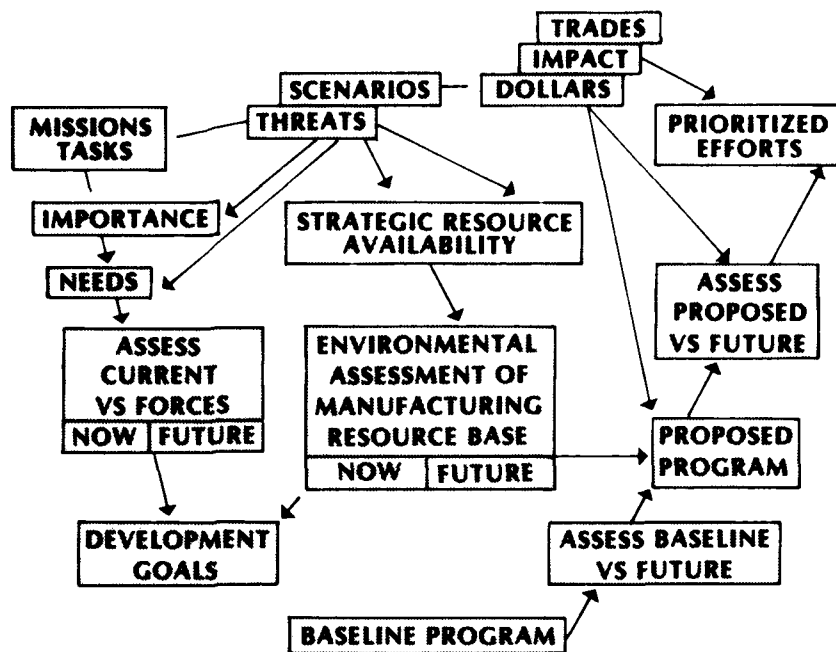 TRADES
IMPACT
DOLLARS
SCENARIOS
THREATS
MISSIONS
TASKS
PRIORITIZED
EFFORTS
IMPORTANCE
STRATEGIC RESOURCE
AVAILABILITY
NEEDS
ASSESS
PROPOSED
VS FUTURE
ASSESS
CURRENT
VS FORCES
NOW
FUTURE
ENVIRONMENTAL
ASSESSMENT OF
MANUFACTURING
RESOURCE BASE
NOW
FUTURE
PROPOSED
PROGRAM
DEVELOPMENT
GOALS
ASSESS BASELINE
VS FUTURE
BASELINE PROGRAM